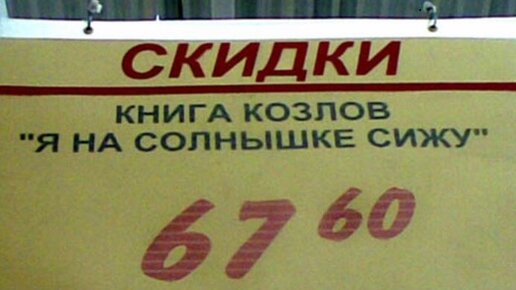 СКИДКИ
КНИГА КОЗЛОВ
"Я НА СОЛНЫШКЕ СИЖУ"
67 60